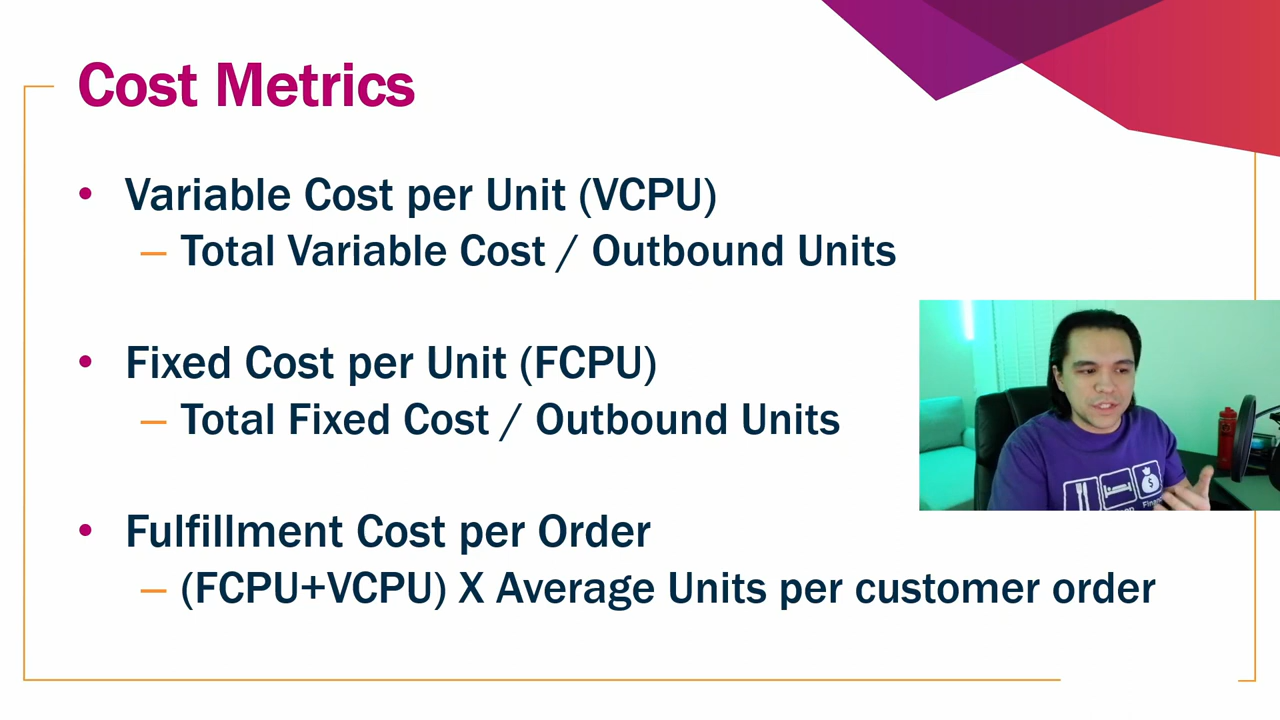 Cost Metrics
• Variable Cost per Unit (VCPU)
– Total Variable Cost / Outbound Units
• Fixed Cost per Unit (FCPU)
– Total Fixed Cost / Outbound Units
• Fulfillment Cost per Order
– (FCPU+VCPU) X Average Units per customer order
$